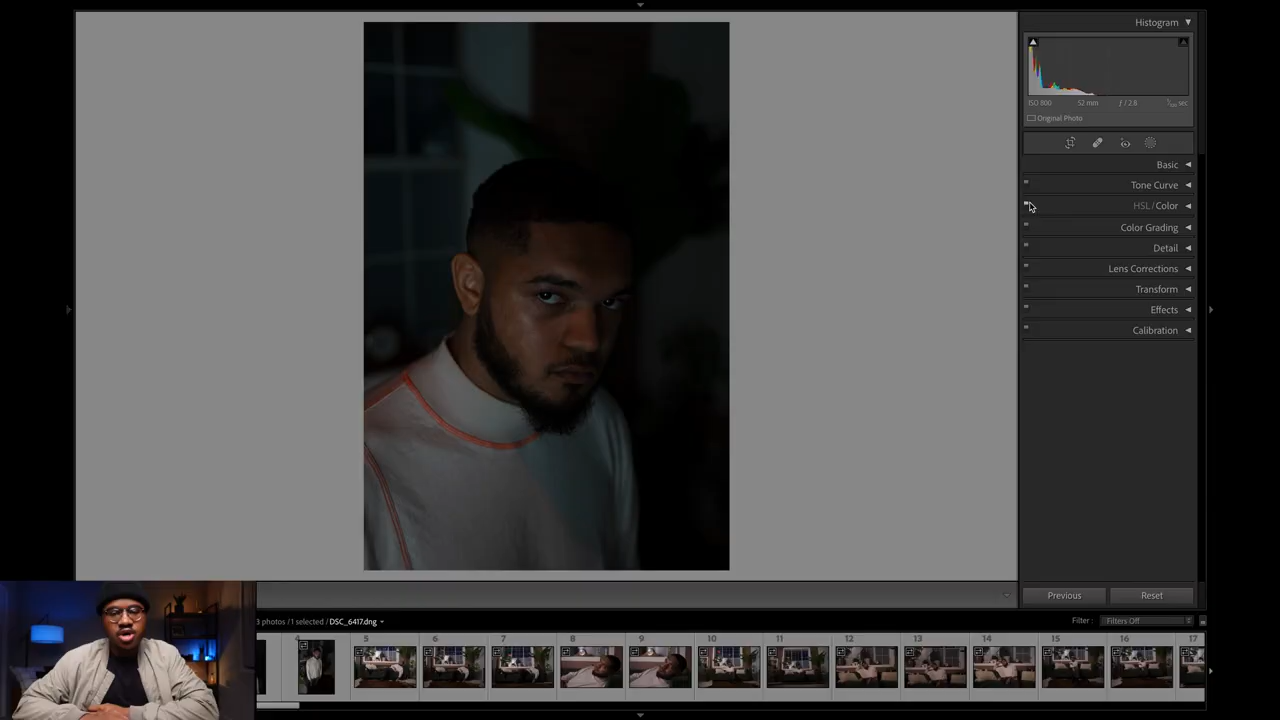 Histogram
ISO 800 52 mm ƒ / 2.8
Original Photo
Basic
Tone Curve
HSL / Color
Color Grading
Detail
Lens Corrections
Transform
Effects
Calibration
Previous Reset
3 photos / 1 selected / DSC_6417.dng
Filter : Filters Off
4 5 6 7 8 9 10 11 12 13 14 15 16 17